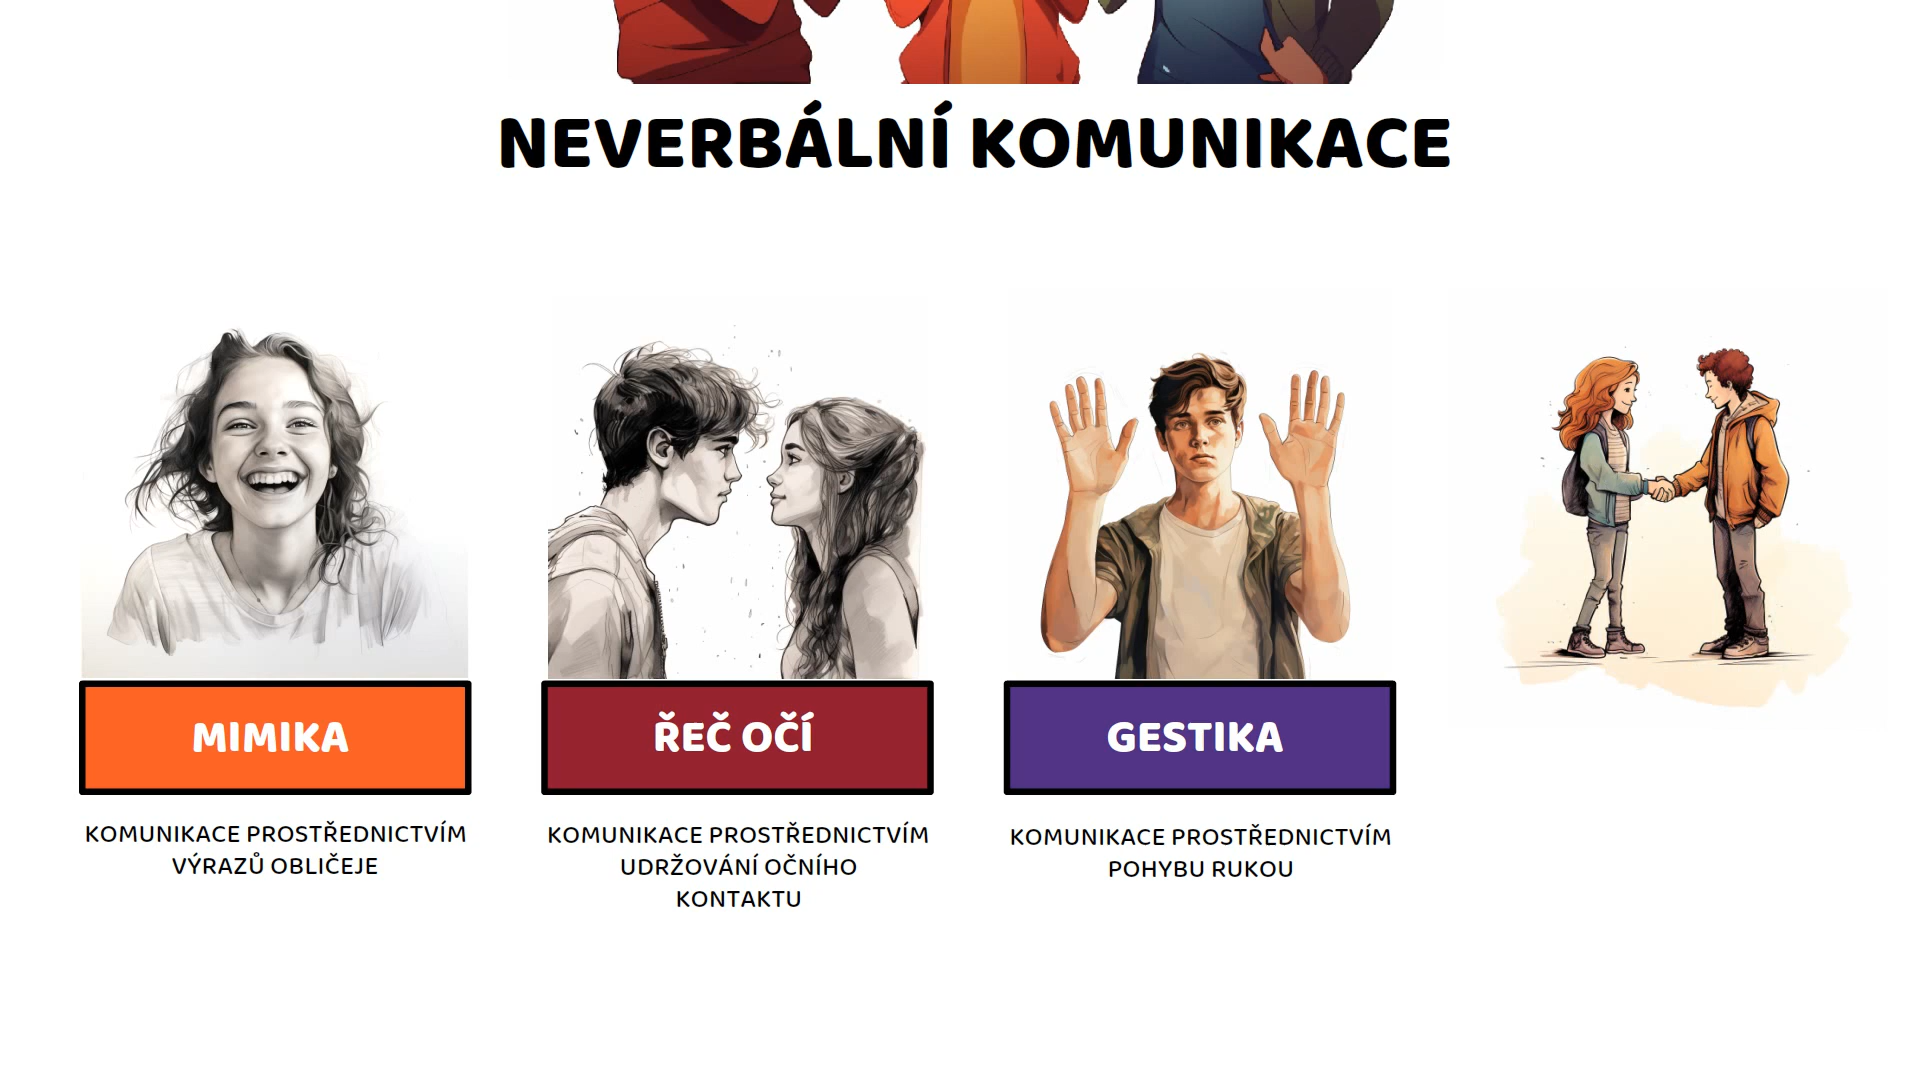 NEVERBÁLNÍ KOMUNIKACE
MIMIKA
KOMUNIKACE PROSTŘEDNICTVÍM
VÝRAZŮ OBLIČEJE
ŘEČ OČÍ
KOMUNIKACE PROSTŘEDNICTVÍM
UDRŽOVÁNÍ OČNÍHO
KONTAKTU
GESTIKA
KOMUNIKACE PROSTŘEDNICTVÍM
POHYBU RUKOU